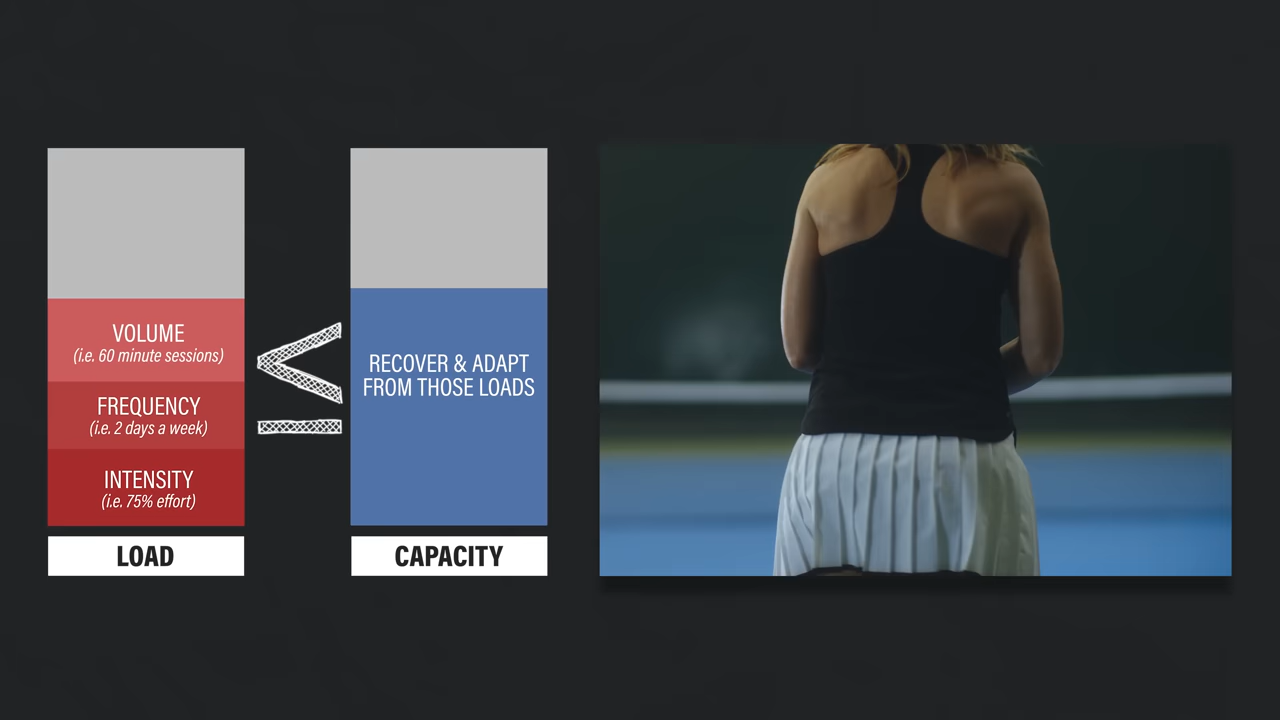 VOLUME
(i.e. 60 minute sessions)
FREQUENCY
(i.e. 2 days a week)
INTENSITY
(i.e. 75% effort)
LOAD
≤
RECOVER & ADAPT
FROM THOSE LOADS
CAPACITY